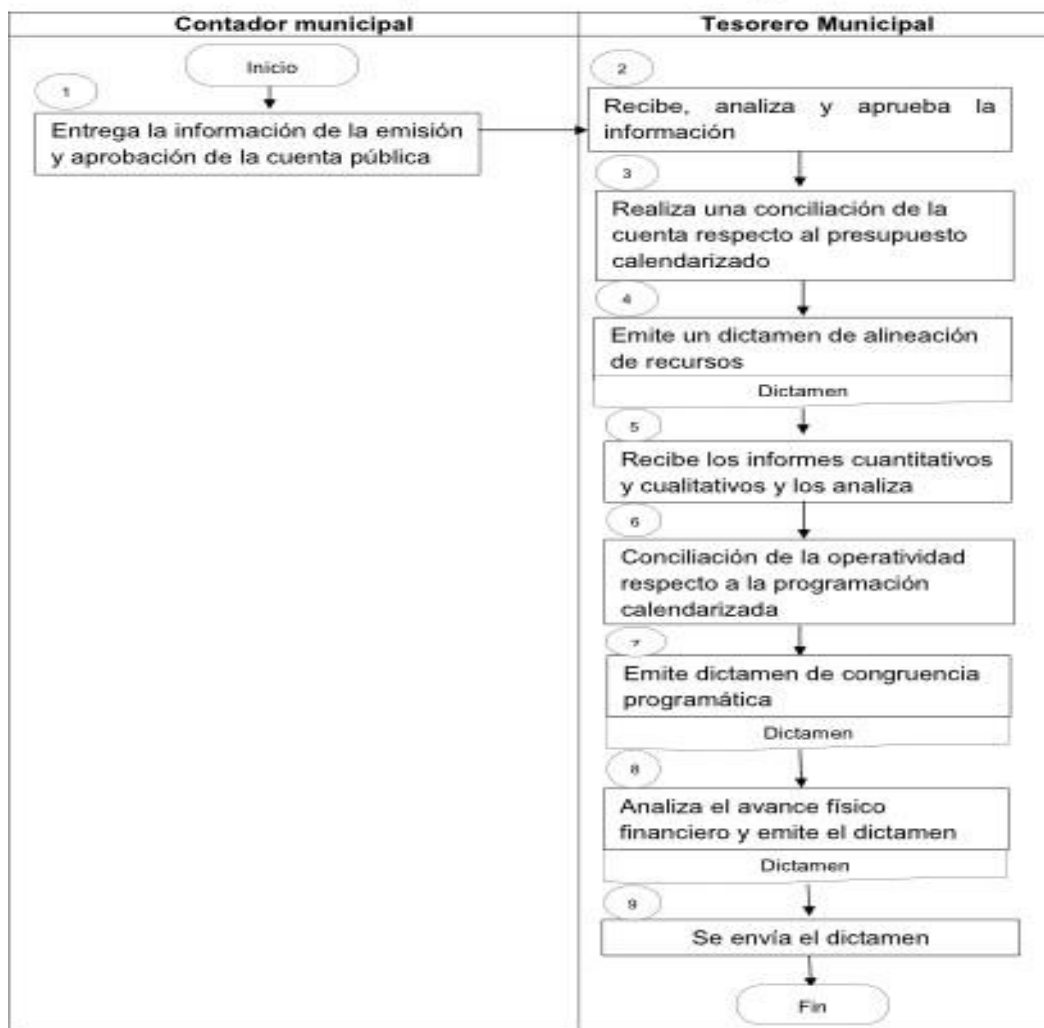 Contador municipal
Tesorero Municipal
Inicio
1
Entrega la información de la emisión
y aprobación de la cuenta pública
2
Recibe, analiza y aprueba la
información
3
Realiza una conciliación de la
cuenta respecto al presupuesto
calendarizado
4
Emite un dictamen de alineación
de recursos
Dictamen
5
Recibe los informes cuantitativos
y cualitativos y los analiza
6
Conciliación de la operatividad
respecto a la programación
calendarizada
7
Emite dictamen de congruencia
programática
Dictamen
8
Analiza el avance físico
financiero y emite el dictamen
Dictamen
9
Se envía el dictamen
Fin